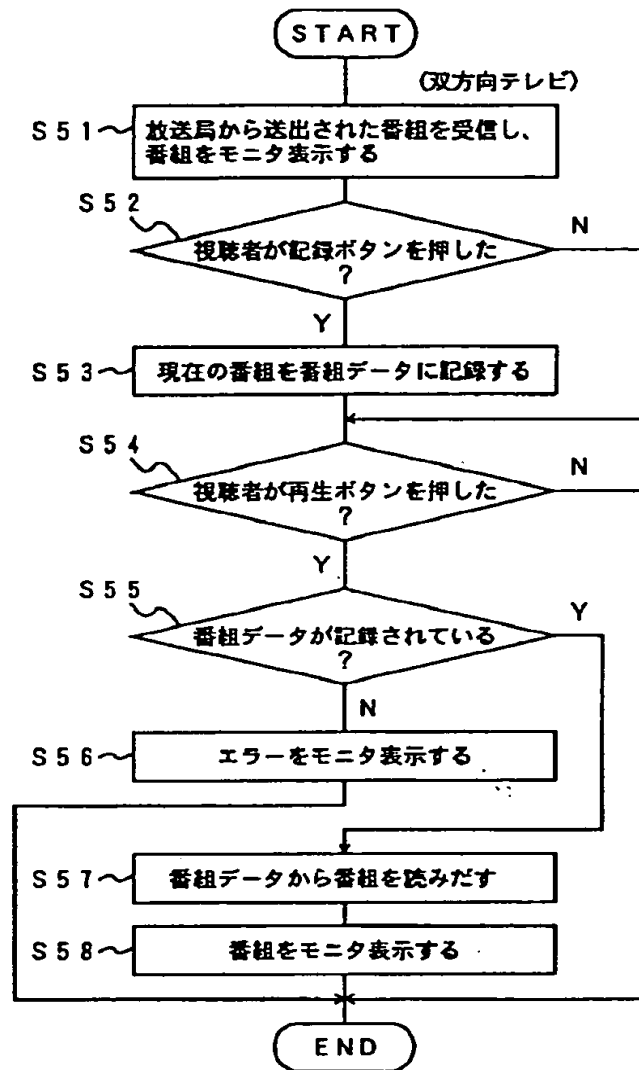 START
(双方向テレビ)
S51
放送局から送出された番組を受信し、
番組をモニタ表示する
S52
視聴者が記録ボタンを押した
?
N
Y
S53
現在の番組を番組データに記録する
S54
視聴者が再生ボタンを押した
?
N
Y
S55
番組データが記録されている
?
Y
N
S56
エラーをモニタ表示する
S57
番組データから番組を読みだす
S58
番組をモニタ表示する
END